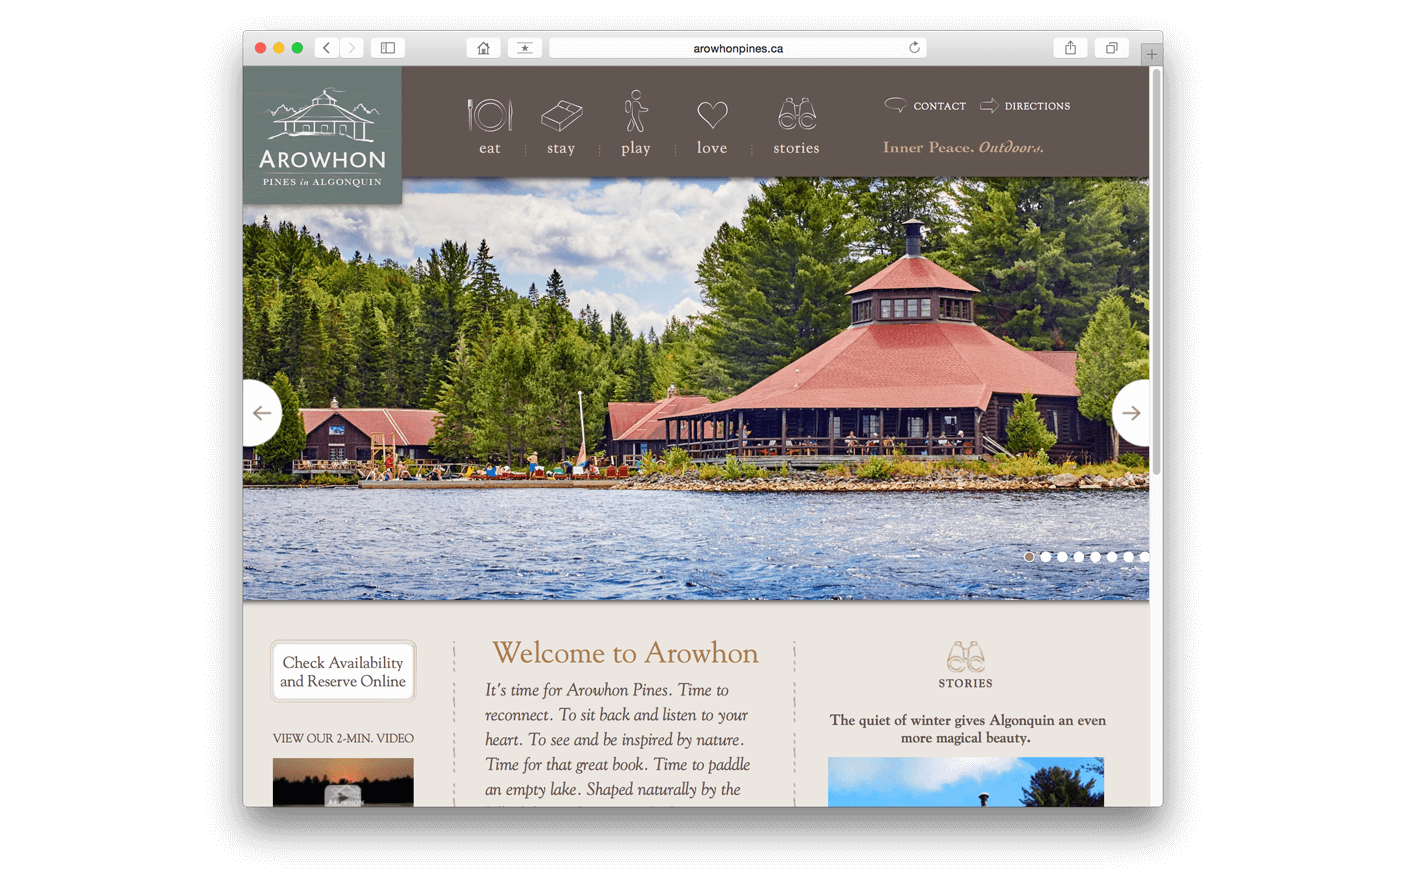 arowhonpines.ca
AROWHON
PINES in ALGONQUIN
eat
stay
play
love
stories
CONTACT
DIRECTIONS
Inner Peace. Outdoors.
Check Availability
and Reserve Online
VIEW OUR 2-MIN. VIDEO
AROWHON
Welcome to Arowhon
It's time for Arowhon Pines. Time to
reconnect. To sit back and listen to your
heart. To see and be inspired by nature.
Time for that great book. Time to paddle
an empty lake. Shaped naturally by the
STORIES
The quiet of winter gives Algonquin an even
more magical beauty.